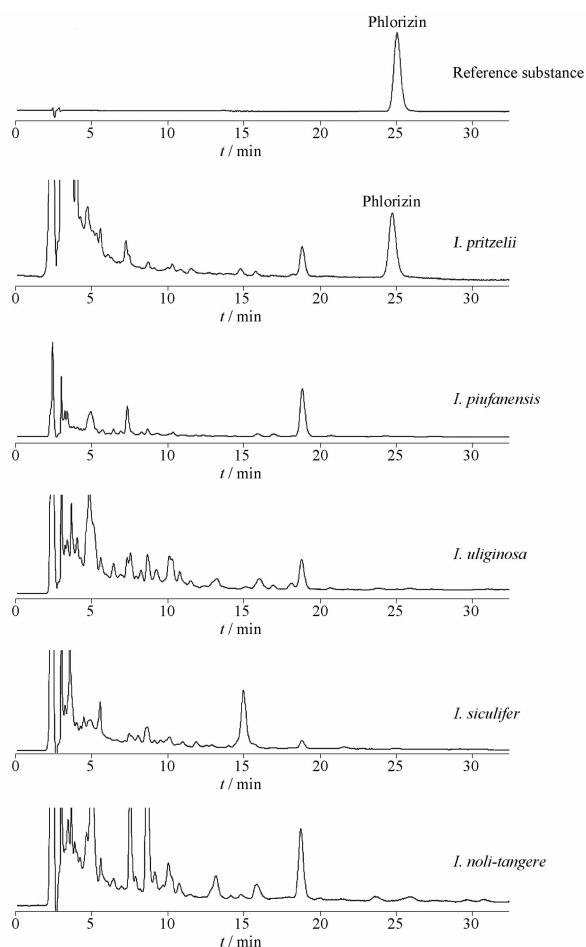 Phlorizin
Reference substance
0 5 10 15 20 25 30
t / min
Phlorizin
I. pritzelii
0 5 10 15 20 25 30
t / min
I. piufanensis
0 5 10 15 20 25 30
t / min
I. uliginosa
0 5 10 15 20 25 30
t / min
I. siculifer
0 5 10 15 20 25 30
t / min
I. noli-tangere
0 5 10 15 20 25 30
t / min